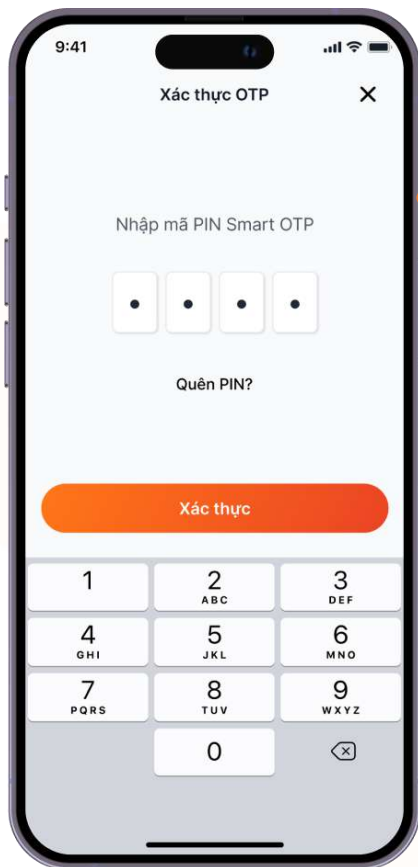 9:41
Xác thực OTP
Nhập mã PIN Smart OTP
Quên PIN?
Xác thực
1 2 3
ABC DEF
4 5 6
GHI JKL MNO
7 8 9
PQRS TUV WXYZ
0